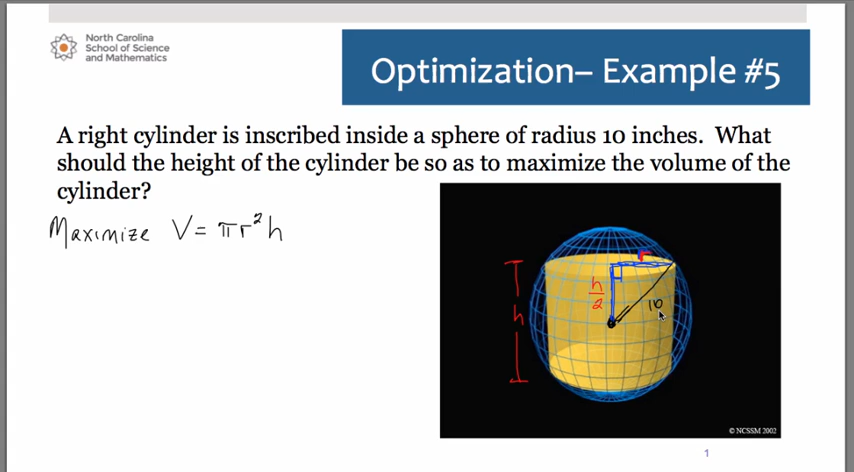 North Carolina
School of Science
and Mathematics
Optimization– Example #5
A right cylinder is inscribed inside a sphere of radius 10 inches. What
should the height of the cylinder be so as to maximize the volume of the
cylinder?
Maximize V = πr²h
r
h/2
10
h
© NCSSM 2002
1